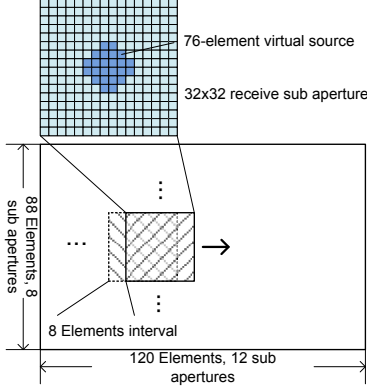 76-element virtual source
32x32 receive sub aperture
88 Elements, 8
sub apertures
8 Elements interval
120 Elements, 12 sub
apertures